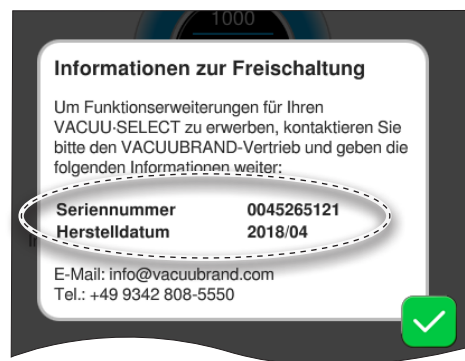 1000
Informationen zur Freischaltung
Um Funktionserweiterungen für Ihren
VACUU·SELECT zu erwerben, kontaktieren Sie
bitte den VACUUBRAND-Vertrieb und geben die
folgenden Informationen weiter:
Seriennummer 0045265121
Herstelldatum 2018/04
E-Mail: info@vacuubrand.com
Tel.: +49 9342 808-5550